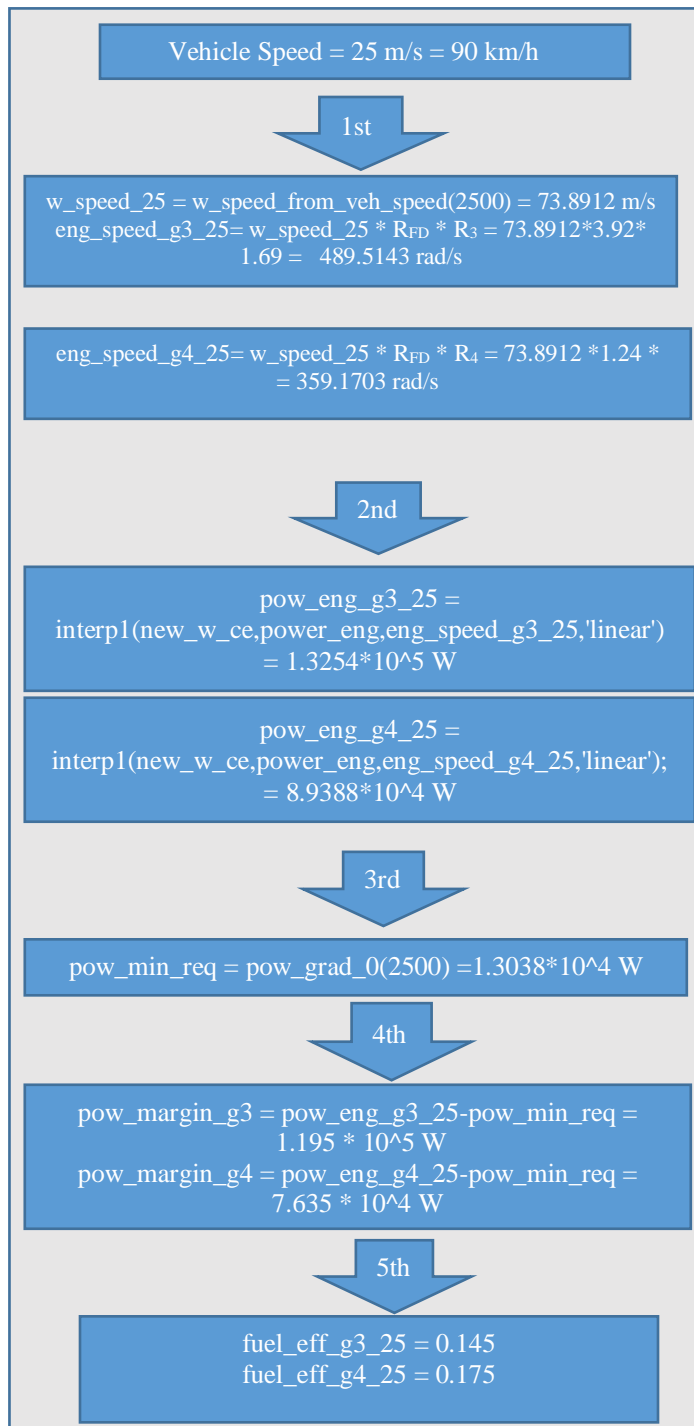 Vehicle Speed = 25 m/s = 90 km/h
1st
w_speed_25 = w_speed_from_veh_speed(2500) = 73.8912 m/s
eng_speed_g3_25= w_speed_25 * RFD * R3 = 73.8912*3.92*
1.69 = 489.5143 rad/s
eng_speed_g4_25= w_speed_25 * RFD * R4 = 73.8912 *1.24 *
= 359.1703 rad/s
2nd
pow_eng_g3_25 =
interp1(new_w_ce,power_eng,eng_speed_g3_25,'linear')
= 1.3254*10^5 W
pow_eng_g4_25 =
interp1(new_w_ce,power_eng,eng_speed_g4_25,'linear');
= 8.9388*10^4 W
3rd
pow_min_req = pow_grad_0(2500) =1.3038*10^4 W
4th
pow_margin_g3 = pow_eng_g3_25-pow_min_req =
1.195 * 10^5 W
pow_margin_g4 = pow_eng_g4_25-pow_min_req =
7.635 * 10^4 W
5th
fuel_eff_g3_25 = 0.145
fuel_eff_g4_25 = 0.175